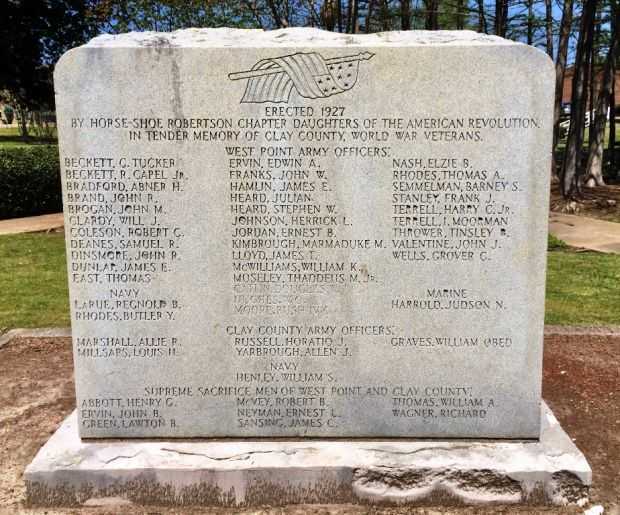 ERECTED 1927
BY HORSE-SHOE ROBERTSON CHAPTER DAUGHTERS OF THE AMERICAN REVOLUTION
IN TENDER MEMORY OF CLAY COUNTY, WORLD WAR VETERANS.
WEST POINT ARMY OFFICERS:
BECKETT, C. TUCKER
BECKETT, R. CAPEL JR.
BRADFORD, ABNER H.
BRAND, JOHN R.
BROGAN, JOHN M.
CLARDY, WILL J.
COLESON, ROBERT C.
DEANES, SAMUEL R.
DINSMORE, JOHN R.
DUNLAP, JAMES E.
EAST, THOMAS
NAVY
LARUE, REGNOLD B.
RHODES, BUTLER Y.
ERVIN, EDWIN A.
FRANKS, JOHN W.
HAMLIN, JAMES E.
HEARD, JULIAN
HEARD, STEPHEN W.
JOHNSON, HERRICK L.
JORDAN, ERNEST B.
KIMBROUGH, MARMADUKE M.
LLOYD, JAMES T.
McWILLIAMS, WILLIAM K.
MOSELEY, THADDEUS M. JR.
HUGHES,
MOORE, RUSH
NASH, ELZIE B.
RHODES, THOMAS A.
SEMMELMAN, BARNEY S.
STANLEY, FRANK J.
TERRELL, HARRY C. JR.
TERRELL, J. MOORMAN
THROWER, TINSLEY B.
VALENTINE, JOHN J.
WELLS, GROVER C.
MARINE
HARROLD, JUDSON N.
CLAY COUNTY ARMY OFFICERS:
MARSHALL, ALLIE R.
MILLSAPS, LOUIS H.
RUSSELL, HORATIO J.
YARBROUGH, ALLEN J.
GRAVES, WILLIAM OBED
NAVY
HENLEY, WILLIAM S.
SUPREME SACRIFICE MEN OF WEST POINT AND CLAY COUNTY:
ABBOTT, HENRY G.
ERVIN, JOHN B.
GREEN, LAWTON B.
McVEY, ROBERT B.
NEYMAN, ERNEST L.
SANSING, JAMES C.
THOMAS, WILLIAM A.
WAGNER, RICHARD